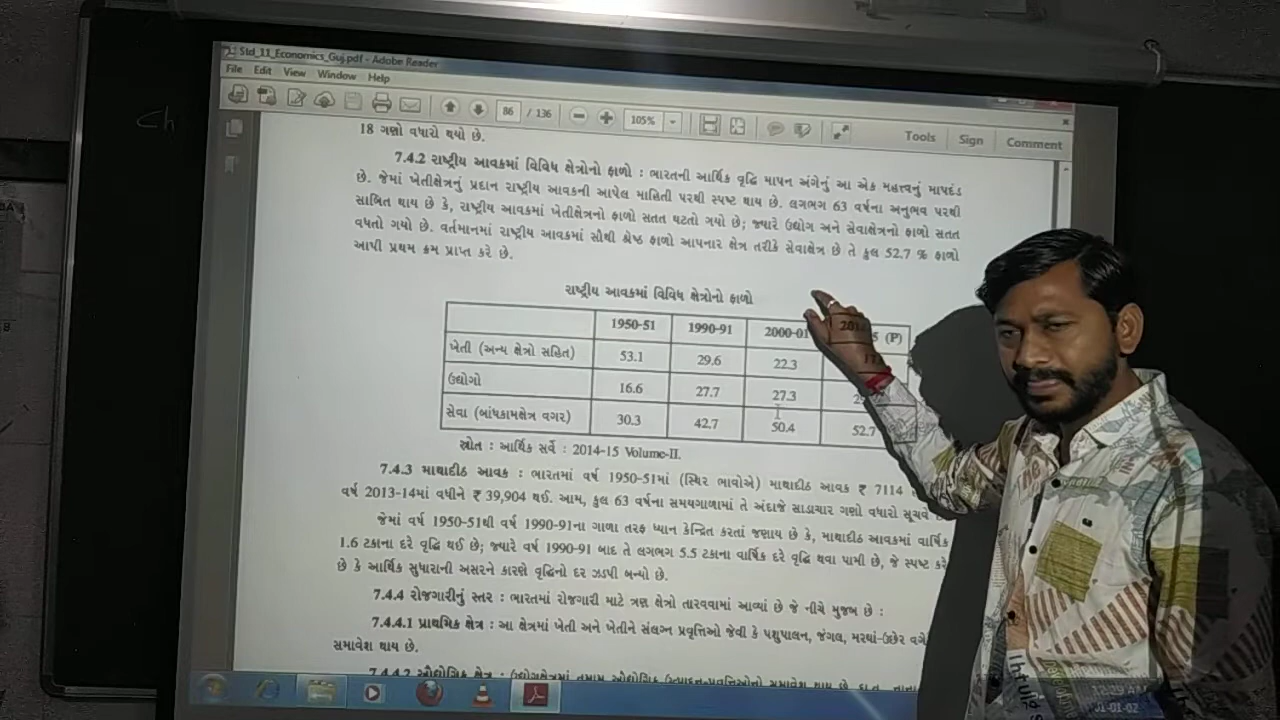 Ch
Std_11_Economics_Guj.pdf - Adobe Reader
File Edit View Window Help
86 / 136 105% Tools Sign Comment
18 ગણો વધારો થયો છે.
7.4.2 રાષ્ટ્રીય આવકમાં વિવિધ ક્ષેત્રોનો ફાળો : ભારતની આર્થિક વૃદ્ધિ માપન અંગેનું આ એક મહત્ત્વનું માપદંડ
છે. જેમાં ખેતીક્ષેત્રનું પ્રદાન રાષ્ટ્રીય આવકની આપેલ માહિતી પરથી સ્પષ્ટ થાય છે. લગભગ 63 વર્ષના અનુભવ પરથી
સાબિત થાય છે કે, રાષ્ટ્રીય આવકમાં ખેતીક્ષેત્રનો ફાળો સતત ઘટતો ગયો છે; જ્યારે ઉદ્યોગ અને સેવાક્ષેત્રનો ફાળો સતત
વધતો ગયો છે. વર્તમાનમાં રાષ્ટ્રીય આવકમાં સૌથી શ્રેષ્ઠ ફાળો આપનાર ક્ષેત્ર તરીકે સેવાક્ષેત્ર છે તે કુલ 52.7 % ફાળો
આપી પ્રથમ ક્રમ પ્રાપ્ત કરે છે.
રાષ્ટ્રીય આવકમાં વિવિધ ક્ષેત્રોનો ફાળો
1950-51 1990-91 2000-01 (P)
ખેતી (અન્ય ક્ષેત્રો સહિત) 53.1 29.6 22.3
ઉદ્યોગો 16.6 27.7 27.3
સેવા (બાંધકામક્ષેત્ર વગર) 30.3 42.7 50.4 52.7
સ્રોત : આર્થિક સર્વે : 2014-15 Volume-II.
7.4.3 માથાદીઠ આવક : ભારતમાં વર્ષ 1950-51માં (સ્થિર ભાવોએ) માથાદીઠ આવક ₹ 7114
વર્ષ 2013-14માં વધીને ₹ 39,904 થઈ. આમ, કુલ 63 વર્ષના સમયગાળામાં તે અંદાજે સાડાચાર ગણો વધારો સૂચવે
જેમાં વર્ષ 1950-51થી વર્ષ 1990-91ના ગાળા તરફ ધ્યાન કેન્દ્રિત કરતાં જણાય છે કે, માથાદીઠ આવકમાં વાર્ષિક
1.6 ટકાના દરે વૃદ્ધિ થઈ છે; જ્યારે વર્ષ 1990-91 બાદ તે લગભગ 5.5 ટકાના વાર્ષિક દરે વૃદ્ધિ થવા પામી છે, જે સ્પષ્ટ કરે
છે કે આર્થિક સુધારાની અસરને કારણે વૃદ્ધિનો દર ઝડપી બન્યો છે.
7.4.4 રોજગારીનું સ્તર : ભારતમાં રોજગારી માટે ત્રણ ક્ષેત્રો તારવવામાં આવ્યાં છે જે નીચે મુજબ છે :
7.4.4.1 પ્રાથમિક ક્ષેત્ર : આ ક્ષેત્રમાં ખેતી અને ખેતીને સંલગ્ન પ્રવૃત્તિઓ જેવી કે પશુપાલન, જંગલ, મરઘાં-ઉછેર
સમાવેશ થાય છે.
7.4.4.2 ઔદ્યોગિક ક્ષેત્ર :